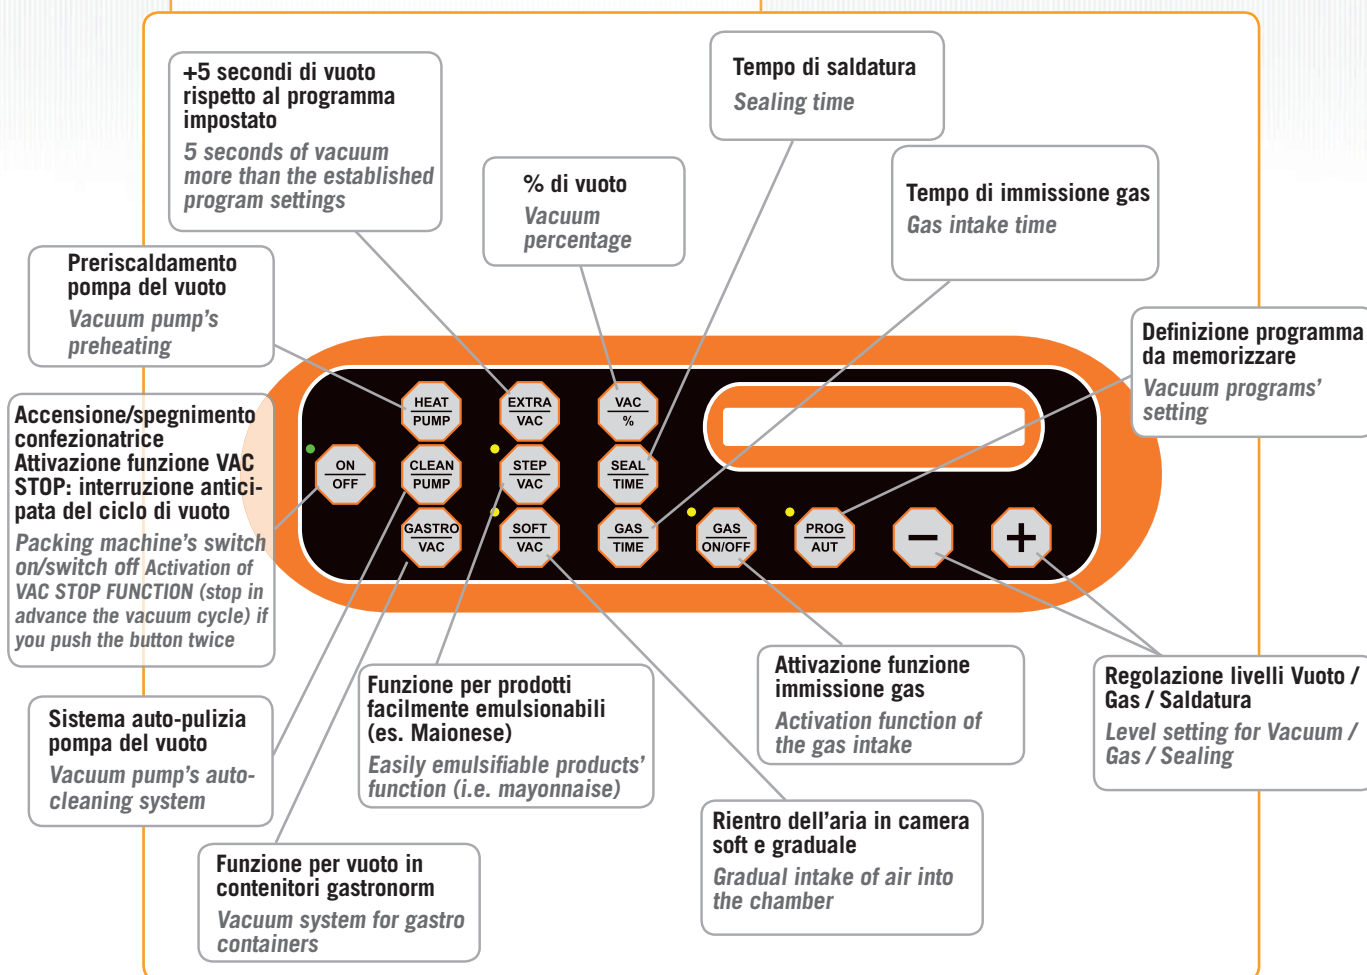 +5 secondi di vuoto
rispetto al programma
impostato
5 seconds of vacuum
more than the established
program settings
Tempo di saldatura
Sealing time
% di vuoto
Vacuum
percentage
Tempo di immissione gas
Gas intake time
Preriscaldamento
pompa del vuoto
Vacuum pump's
preheating
Definizione programma
da memorizzare
Vacuum programs'
setting
Accensione/spegnimento
confezionatrice
Attivazione funzione VAC
STOP: interruzione antici-
pata del ciclo di vuoto
Packing machine's switch
on/switch off Activation of
VAC STOP FUNCTION (stop in
advance the vacuum cycle) if
you push the button twice
HEAT
PUMP
EXTRA
VAC
VAC
%
ON
OFF
CLEAN
PUMP
STEP
VAC
SEAL
TIME
GASTRO
VAC
SOFT
VAC
GAS
TIME
GAS
ON/OFF
PROG
AUT
−
+
Sistema auto-pulizia
pompa del vuoto
Vacuum pump's auto-
cleaning system
Funzione per prodotti
facilmente emulsionabili
(es. Maionese)
Easily emulsifiable products'
function (i.e. mayonnaise)
Attivazione funzione
immissione gas
Activation function of
the gas intake
Regolazione livelli Vuoto /
Gas / Saldatura
Level setting for Vacuum /
Gas / Sealing
Funzione per vuoto in
contenitori gastronorm
Vacuum system for gastro
containers
Rientro dell'aria in camera
soft e graduale
Gradual intake of air into
the chamber